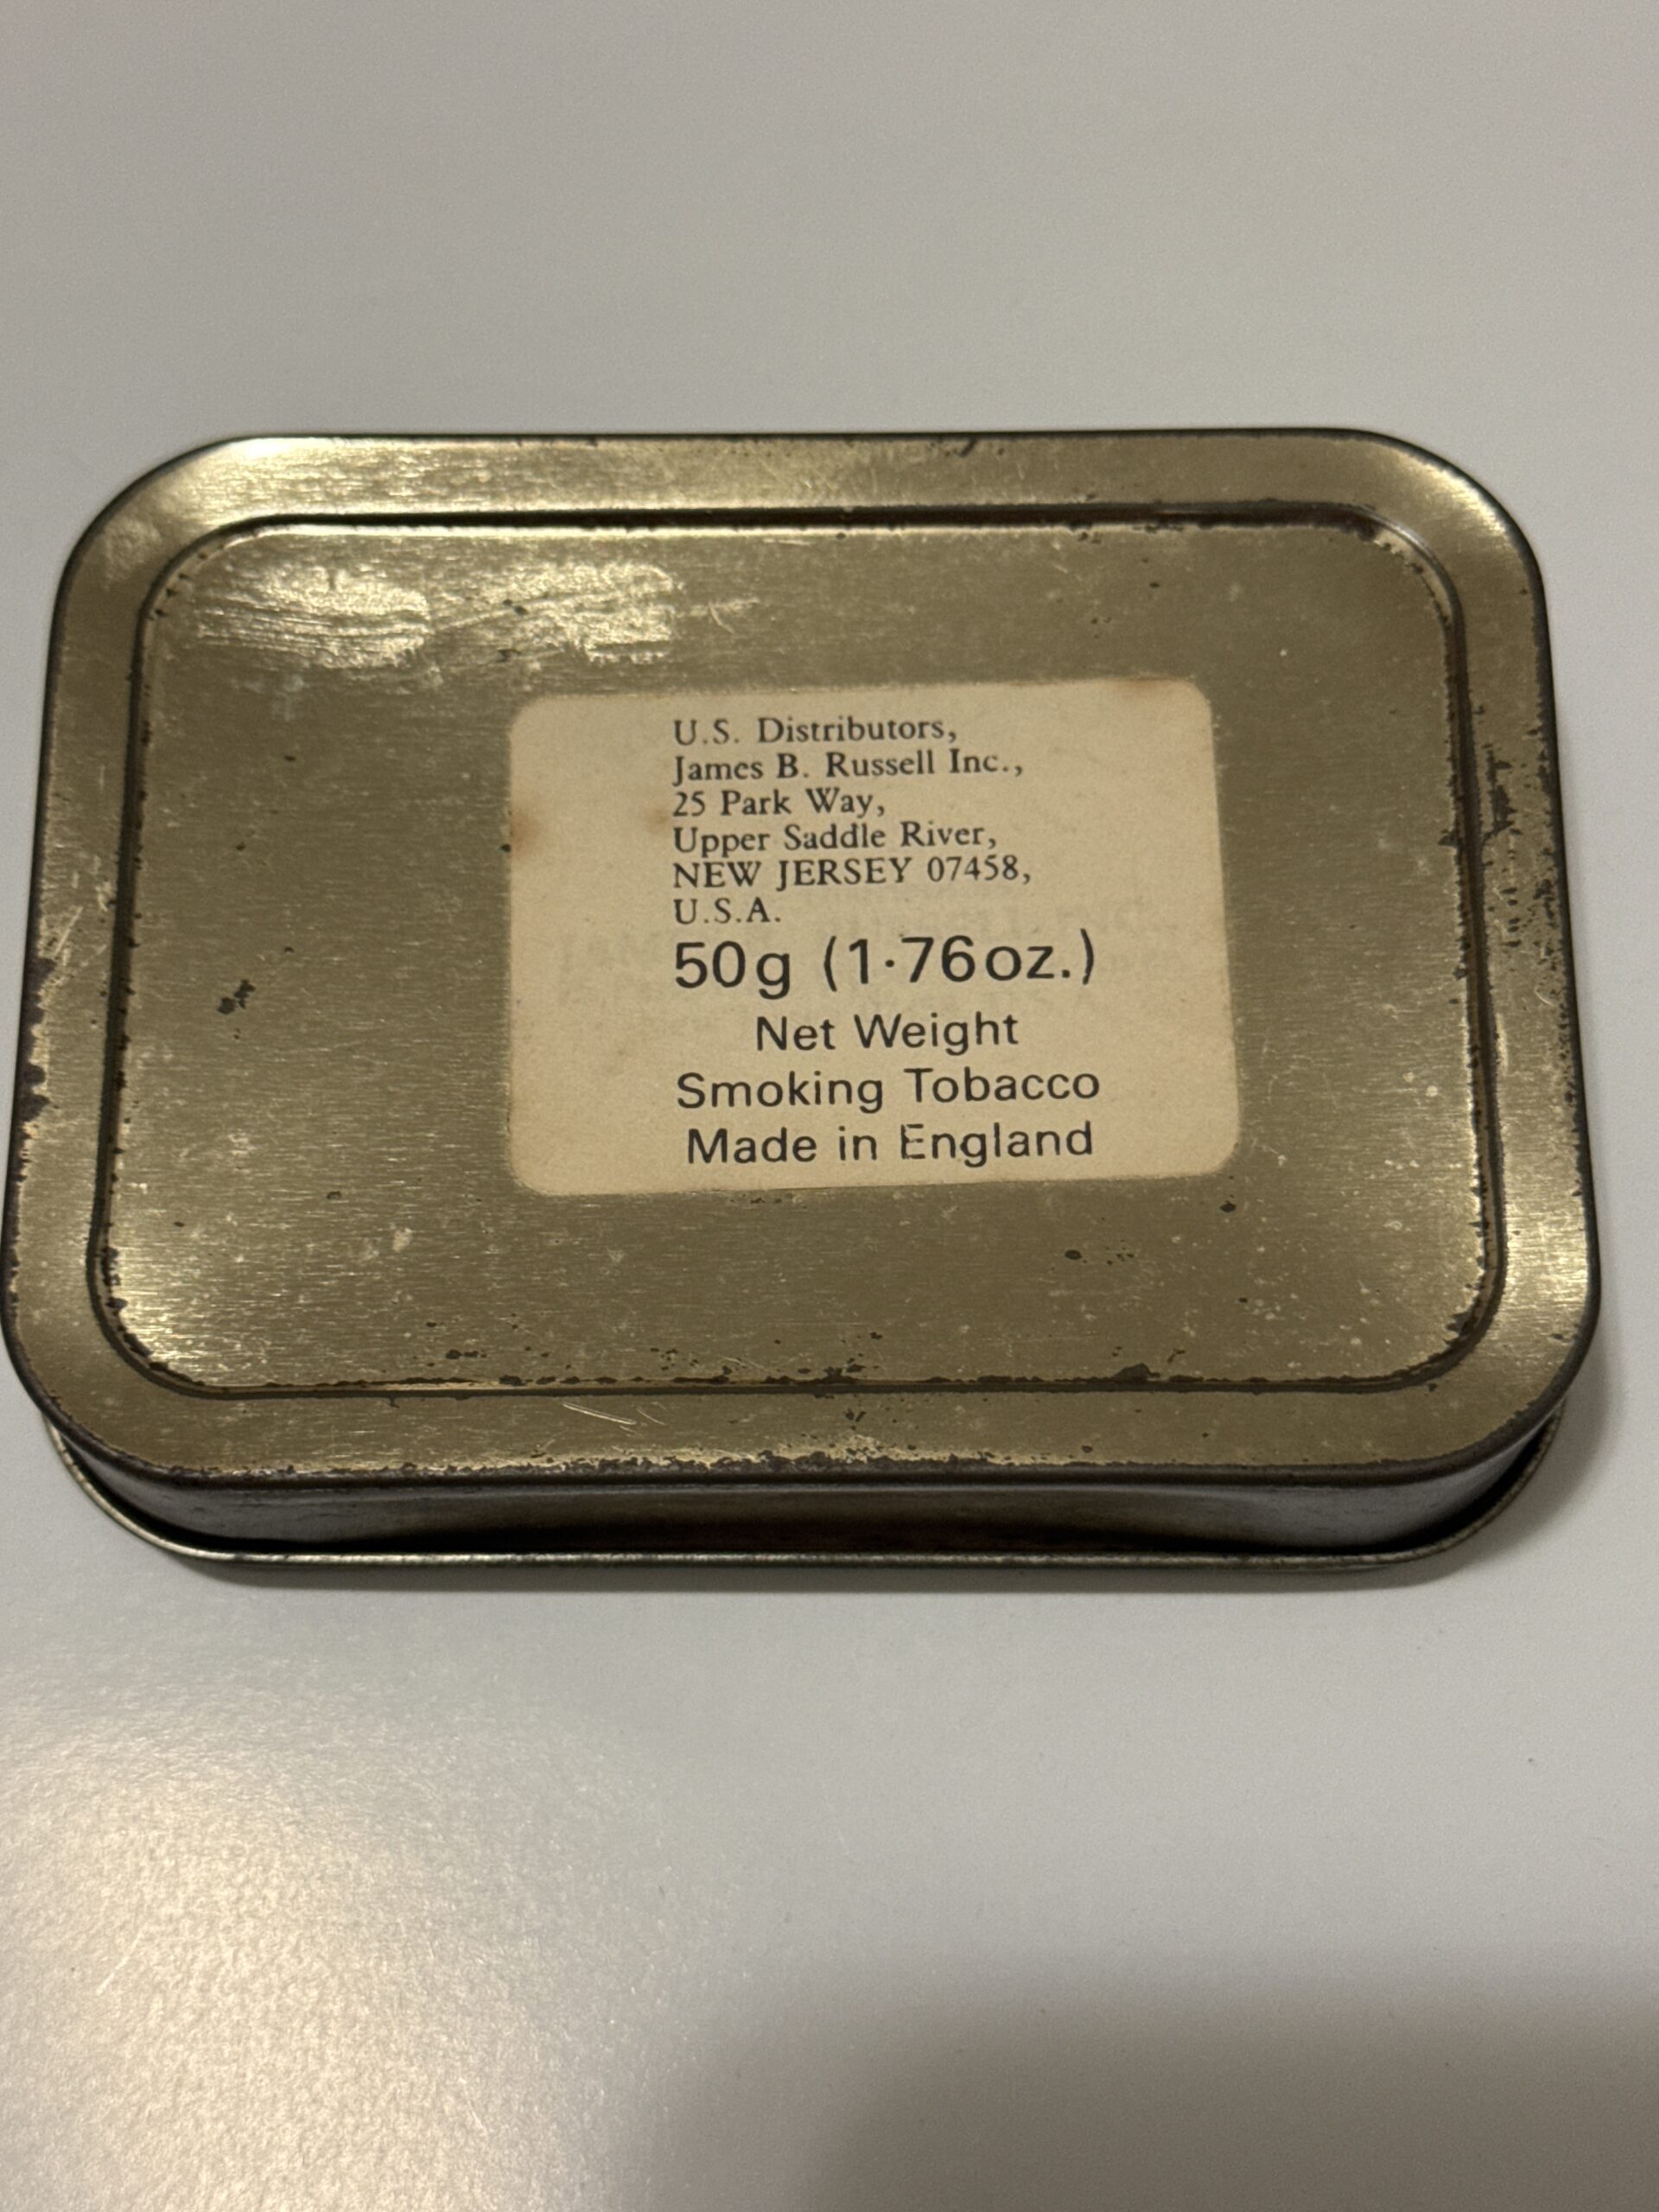 U.S. Distributors,
James B. Russell Inc.,
25 Park Way,
Upper Saddle River,
NEW JERSEY 07458,
U.S.A.
50g (1·76oz.)
Net Weight
Smoking Tobacco
Made in England